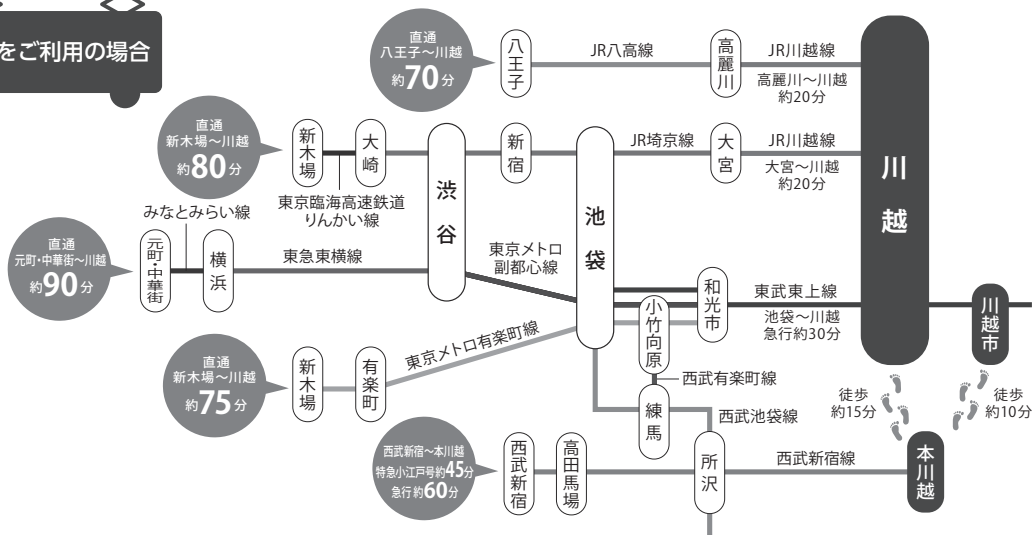 をご利用の場合
直通
八王子～川越
約70分
八王子
JR八高線
高麗川
JR川越線
高麗川～川越
約20分
直通
新木場～川越
約80分
新木場
東京臨海高速鉄道
りんかい線
大崎
渋谷
新宿
池袋
JR埼京線
大宮
JR川越線
大宮～川越
約20分
川越
みなとみらい線
直通
元町・中華街～川越
約90分
元町・中華街
横浜
東急東横線
東京メトロ
副都心線
小竹向原
和光市
東武東上線
池袋～川越
急行約30分
川越市
直通
新木場～川越
約75分
新木場
有楽町
東京メトロ有楽町線
西武有楽町線
練馬
西武池袋線
徒歩
約15分
徒歩
約10分
西武新宿～本川越
特急小江戸号約45分
急行約60分
西武新宿
高田馬場
所沢
西武新宿線
本川越